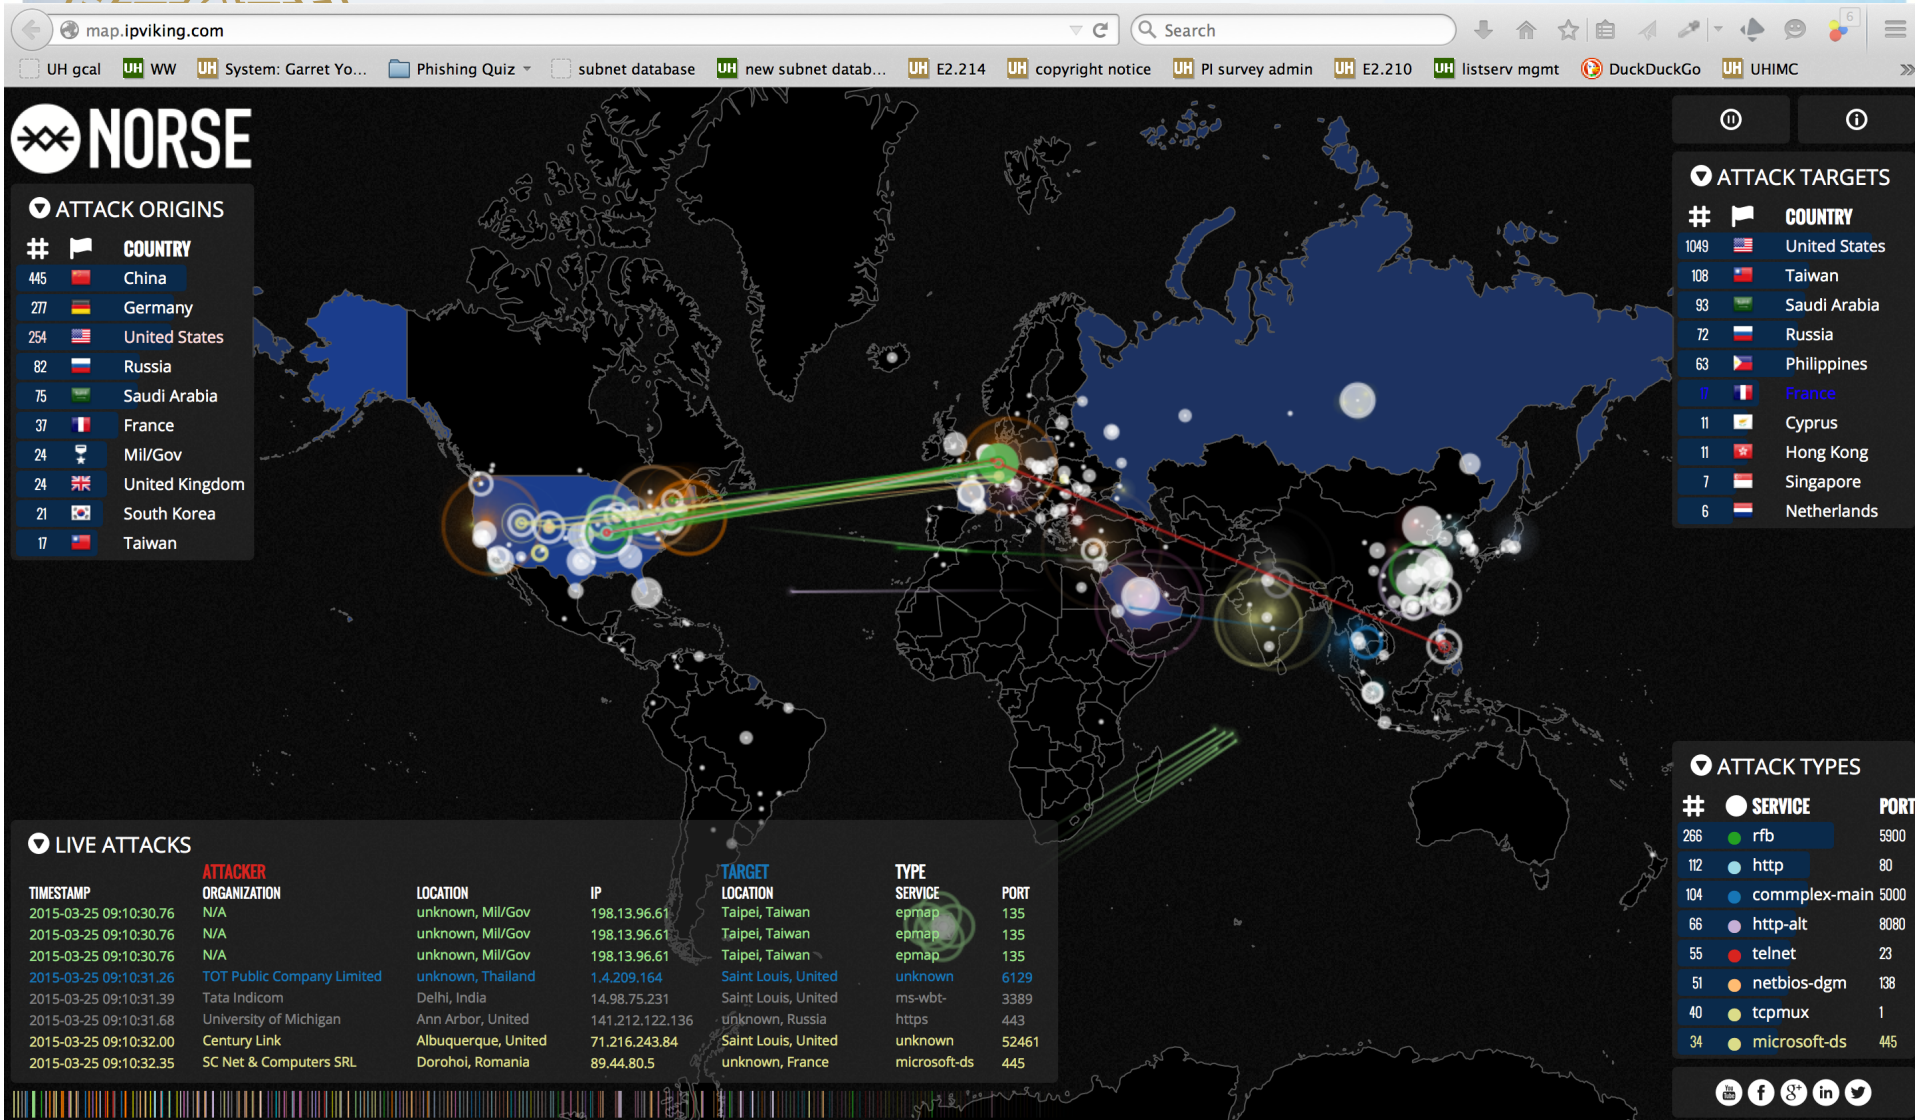 map.ipviking.com
Search
6
UH gcal
UH WW
UH System: Garret Yo...
Phishing Quiz
subnet database
UH new subnet datab...
UH E2.214
UH copyright notice
UH PI survey admin
UH E2.210
UH listserv mgmt
DuckDuckGo
UH UHIMC
NORSE
ATTACK ORIGINS
# COUNTRY
445 China
277 Germany
254 United States
82 Russia
75 Saudi Arabia
37 France
24 Mil/Gov
24 United Kingdom
21 South Korea
17 Taiwan
ATTACK TARGETS
# COUNTRY
1049 United States
108 Taiwan
93 Saudi Arabia
72 Russia
63 Philippines
11 France
11 Cyprus
11 Hong Kong
7 Singapore
6 Netherlands
LIVE ATTACKS
ATTACKER TARGET TYPE
TIMESTAMP ORGANIZATION LOCATION IP LOCATION SERVICE PORT
2015-03-25 09:10:30.76 N/A unknown, Mil/Gov 198.13.96.61 Taipei, Taiwan epmap 135
2015-03-25 09:10:30.76 N/A unknown, Mil/Gov 198.13.96.61 Taipei, Taiwan epmap 135
2015-03-25 09:10:30.76 N/A unknown, Mil/Gov 198.13.96.61 Taipei, Taiwan epmap 135
2015-03-25 09:10:31.26 TOT Public Company Limited unknown, Thailand 1.4.209.164 Saint Louis, United unknown 6129
2015-03-25 09:10:31.39 Tata Indicom Delhi, India 14.98.75.231 Saint Louis, United ms-wbt- 3389
2015-03-25 09:10:31.68 University of Michigan Ann Arbor, United 141.212.122.136 unknown, Russia https 443
2015-03-25 09:10:32.00 Century Link Albuquerque, United 71.216.243.84 Saint Louis, United unknown 52461
2015-03-25 09:10:32.35 SC Net & Computers SRL Dorohoi, Romania 89.44.80.5 unknown, France microsoft-ds 445
ATTACK TYPES
# SERVICE PORT
266 rfb 5900
112 http 80
104 commplex-main 5000
66 http-alt 8080
55 telnet 23
51 netbios-dgm 138
40 tcpmux 1
34 microsoft-ds 445
You Tube f g+ in